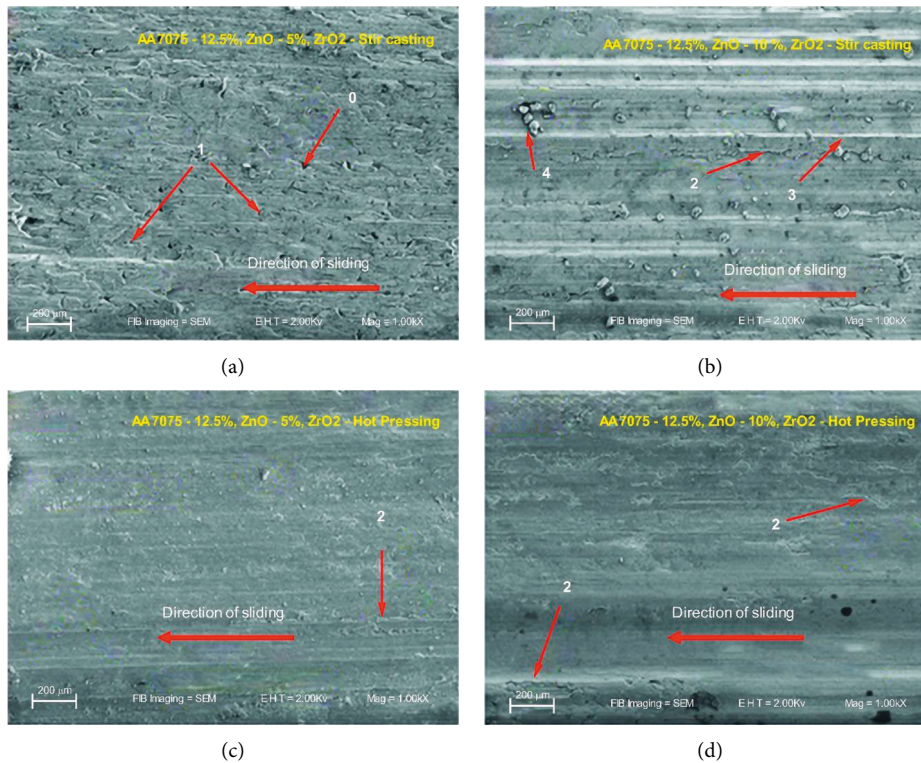 AA7075 - 12.5%, ZnO - 5%, ZrO2 - Stir casting
0
1
Direction of sliding
200 µm
FIB Imaging = SEM
E H T = 2.00Kv
Mag = 1.00kX
(a)
AA7075 - 12.5%, ZnO - 10 %, ZrO2 - Stir casting
4
2
3
Direction of sliding
200 µm
FIB Imaging = SEM
E H T = 2.00Kv
Mag = 1.00kX
(b)
AA7075 - 12.5%, ZnO - 5%, ZrO2 - Hot Pressing
2
Direction of sliding
200 µm
FIB Imaging = SEM
E H T = 2.00Kv
Mag = 1.00kX
(c)
AA7075 - 12.5%, ZnO - 10%, ZrO2 - Hot Pressing
2
2
Direction of sliding
200 µm
FIB Imaging = SEM
E H T = 2.00Kv
Mag = 1.00kX
(d)